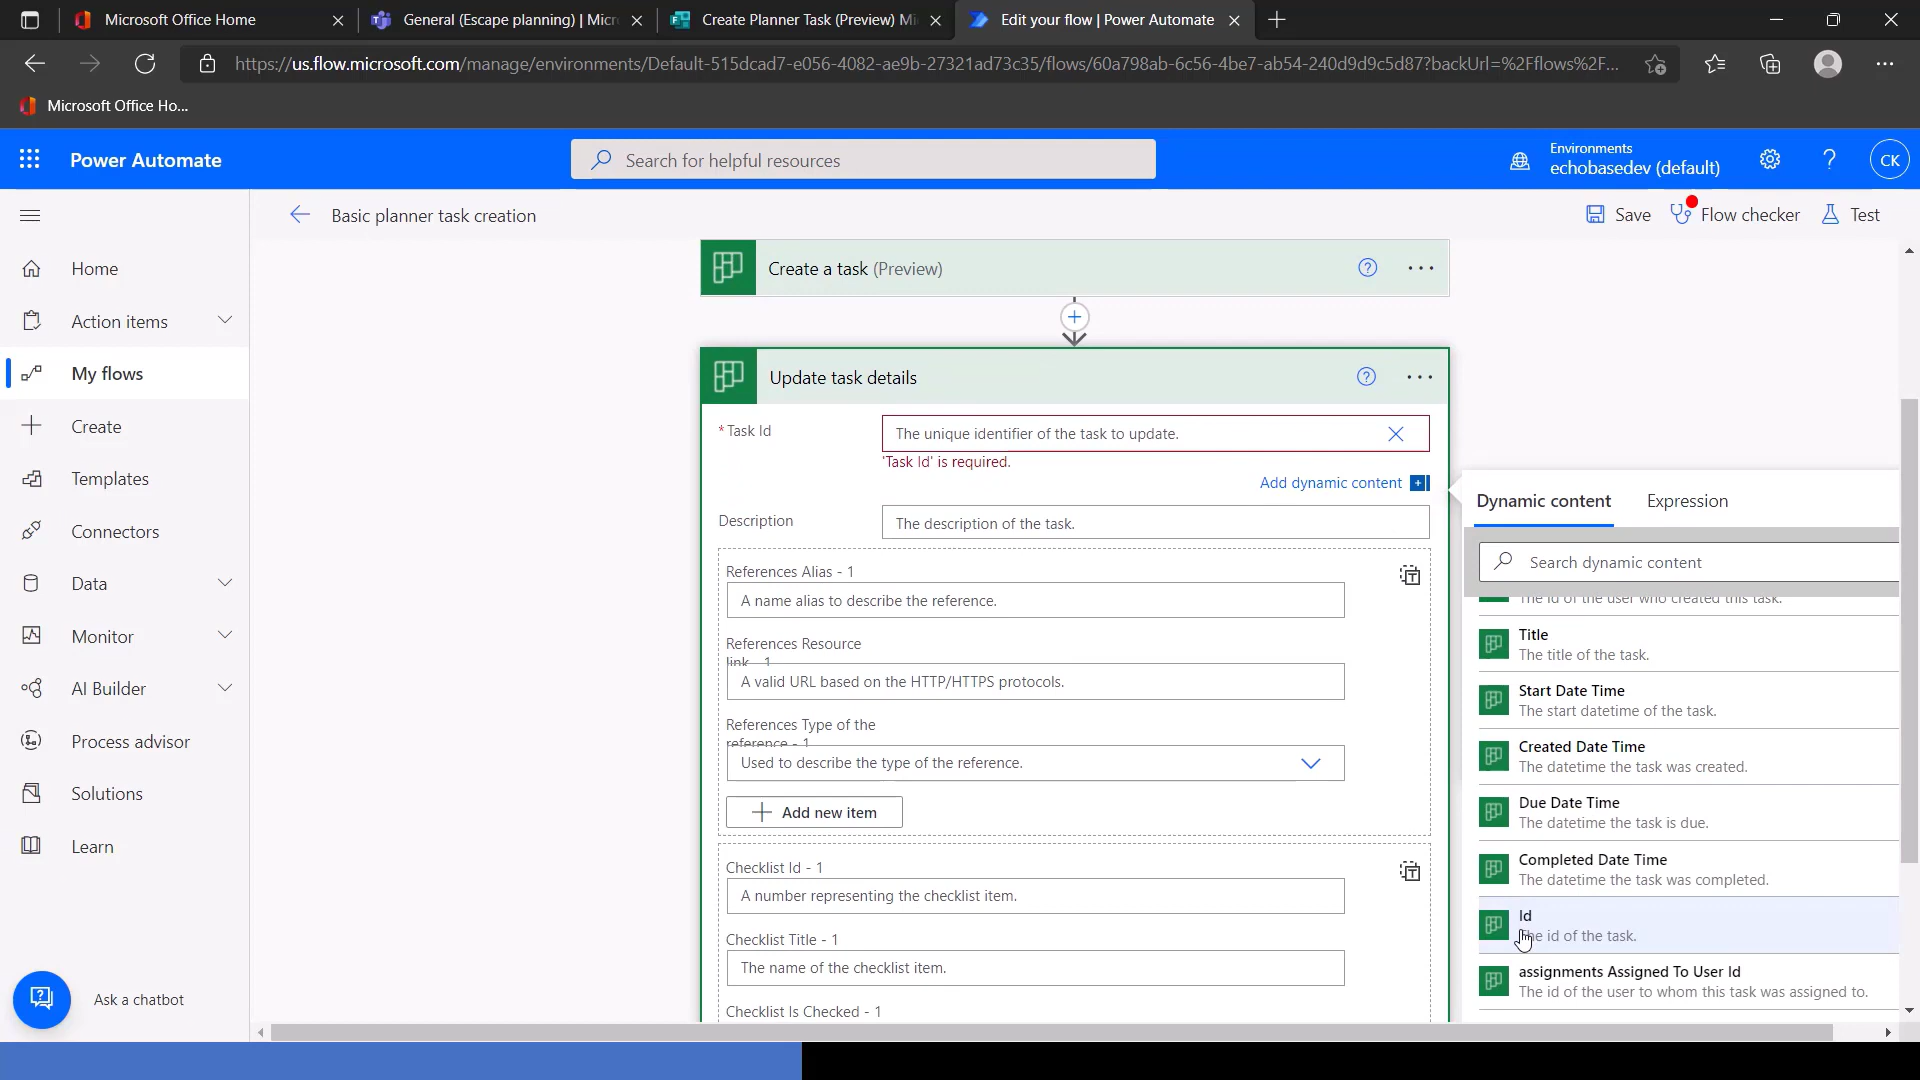 Microsoft Office Home
General (Escape planning) | Micr
Create Planner Task (Preview) Mi
Edit your flow | Power Automate
https://us.flow.microsoft.com/manage/environments/Default-515dcad7-e056-4082-ae9b-27321ad73c35/flows/60a798ab-6c56-4be7-ab54-240d9d9c5d87?backUrl=%2Fflows%2F...
Microsoft Office Ho...
Power Automate
Search for helpful resources
Environments
echobasedev (default)
CK
Basic planner task creation
Save
Flow checker
Test
Home
Action items
My flows
Create
Templates
Connectors
Data
Monitor
AI Builder
Process advisor
Solutions
Learn
Ask a chatbot
Create a task (Preview)
Update task details
* Task Id
The unique identifier of the task to update.
'Task Id' is required.
Add dynamic content
Description
The description of the task.
References Alias - 1
A name alias to describe the reference.
References Resource
link - 1
A valid URL based on the HTTP/HTTPS protocols.
References Type of the
reference - 1
Used to describe the type of the reference.
Add new item
Checklist Id - 1
A number representing the checklist item.
Checklist Title - 1
The name of the checklist item.
Checklist Is Checked - 1
Dynamic content
Expression
Search dynamic content
The id of the user who created this task.
Title
The title of the task.
Start Date Time
The start datetime of the task.
Created Date Time
The datetime the task was created.
Due Date Time
The datetime the task is due.
Completed Date Time
The datetime the task was completed.
Id
The id of the task.
assignments Assigned To User Id
The id of the user to whom this task was assigned to.